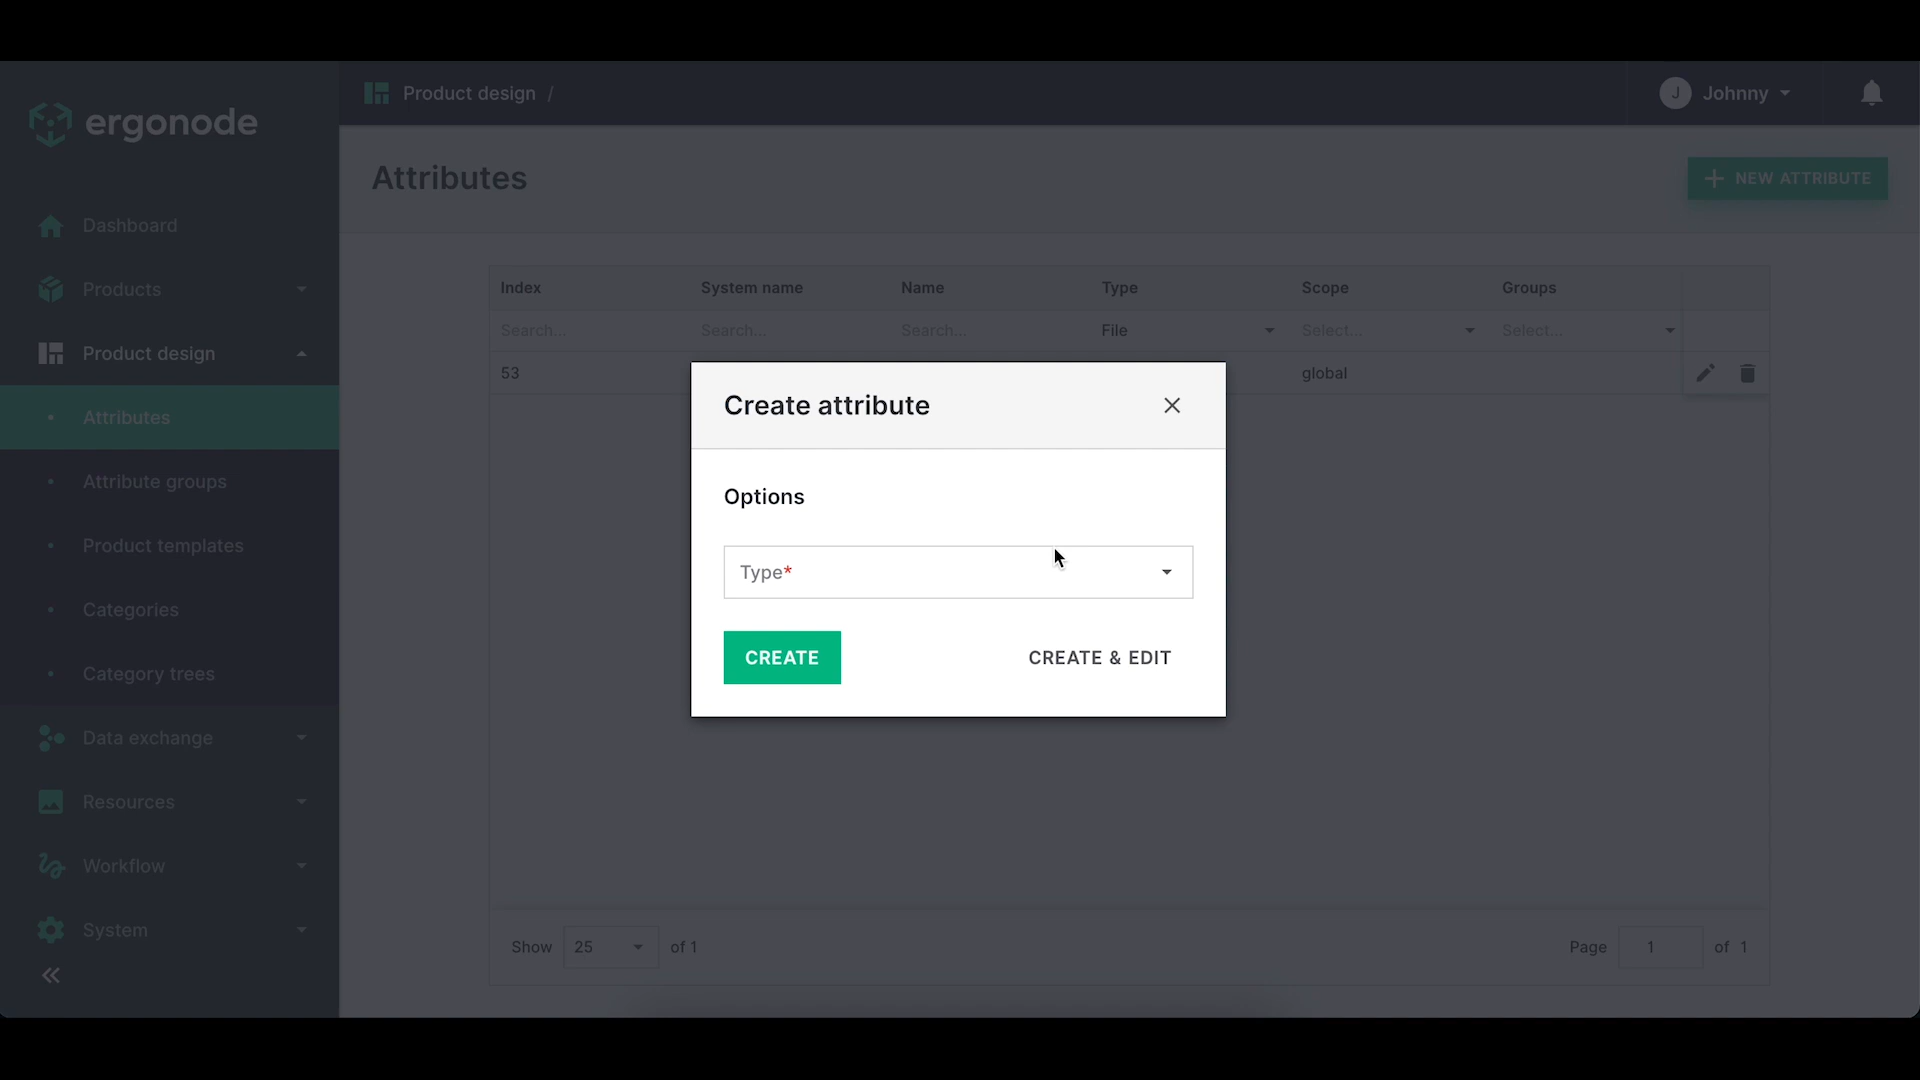 ergonode
Product design /
J Johnny
Attributes
+ NEW ATTRIBUTE
Dashboard
Products
Product design
Attributes
Attribute groups
Product templates
Categories
Category trees
Data exchange
Resources
Workflow
System
Index System name Name Type Scope Groups
Search... Search... Search... File Select... Select...
53 global
Create attribute
Options
Type*
CREATE CREATE & EDIT
Show 25 of 1 Page 1 of 1